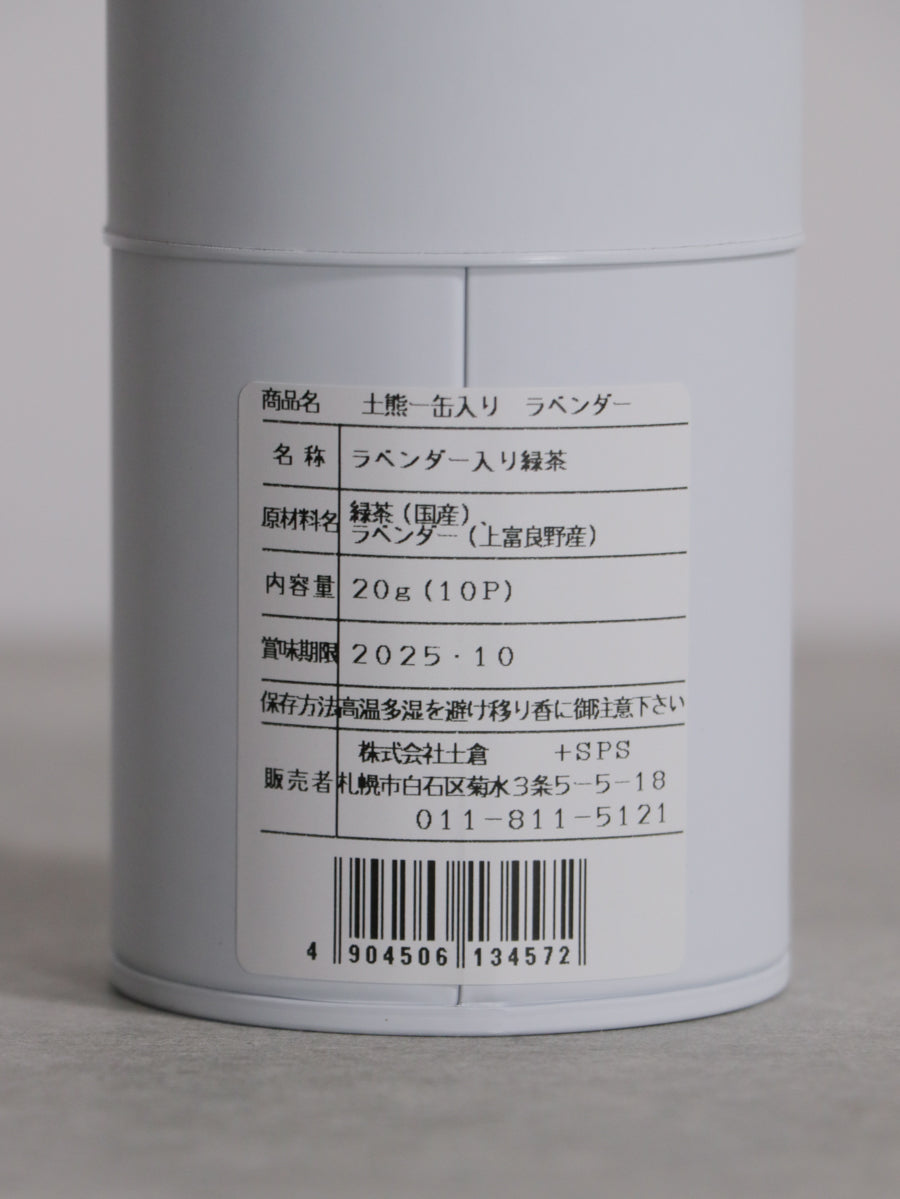 商品名 土熊一缶入り ラベンダー
名称 ラベンダー入り緑茶
原材料名 緑茶（国産）、
ラベンダー（上富良野産）
内容量 20g(10P)
賞味期限 2025・10
保存方法 高温多湿を避け移り香に御注意下さい
株式会社土倉 +SPS
販売者 札幌市白石区菊水3条5-5-18
011-811-5121
4 904506 134572